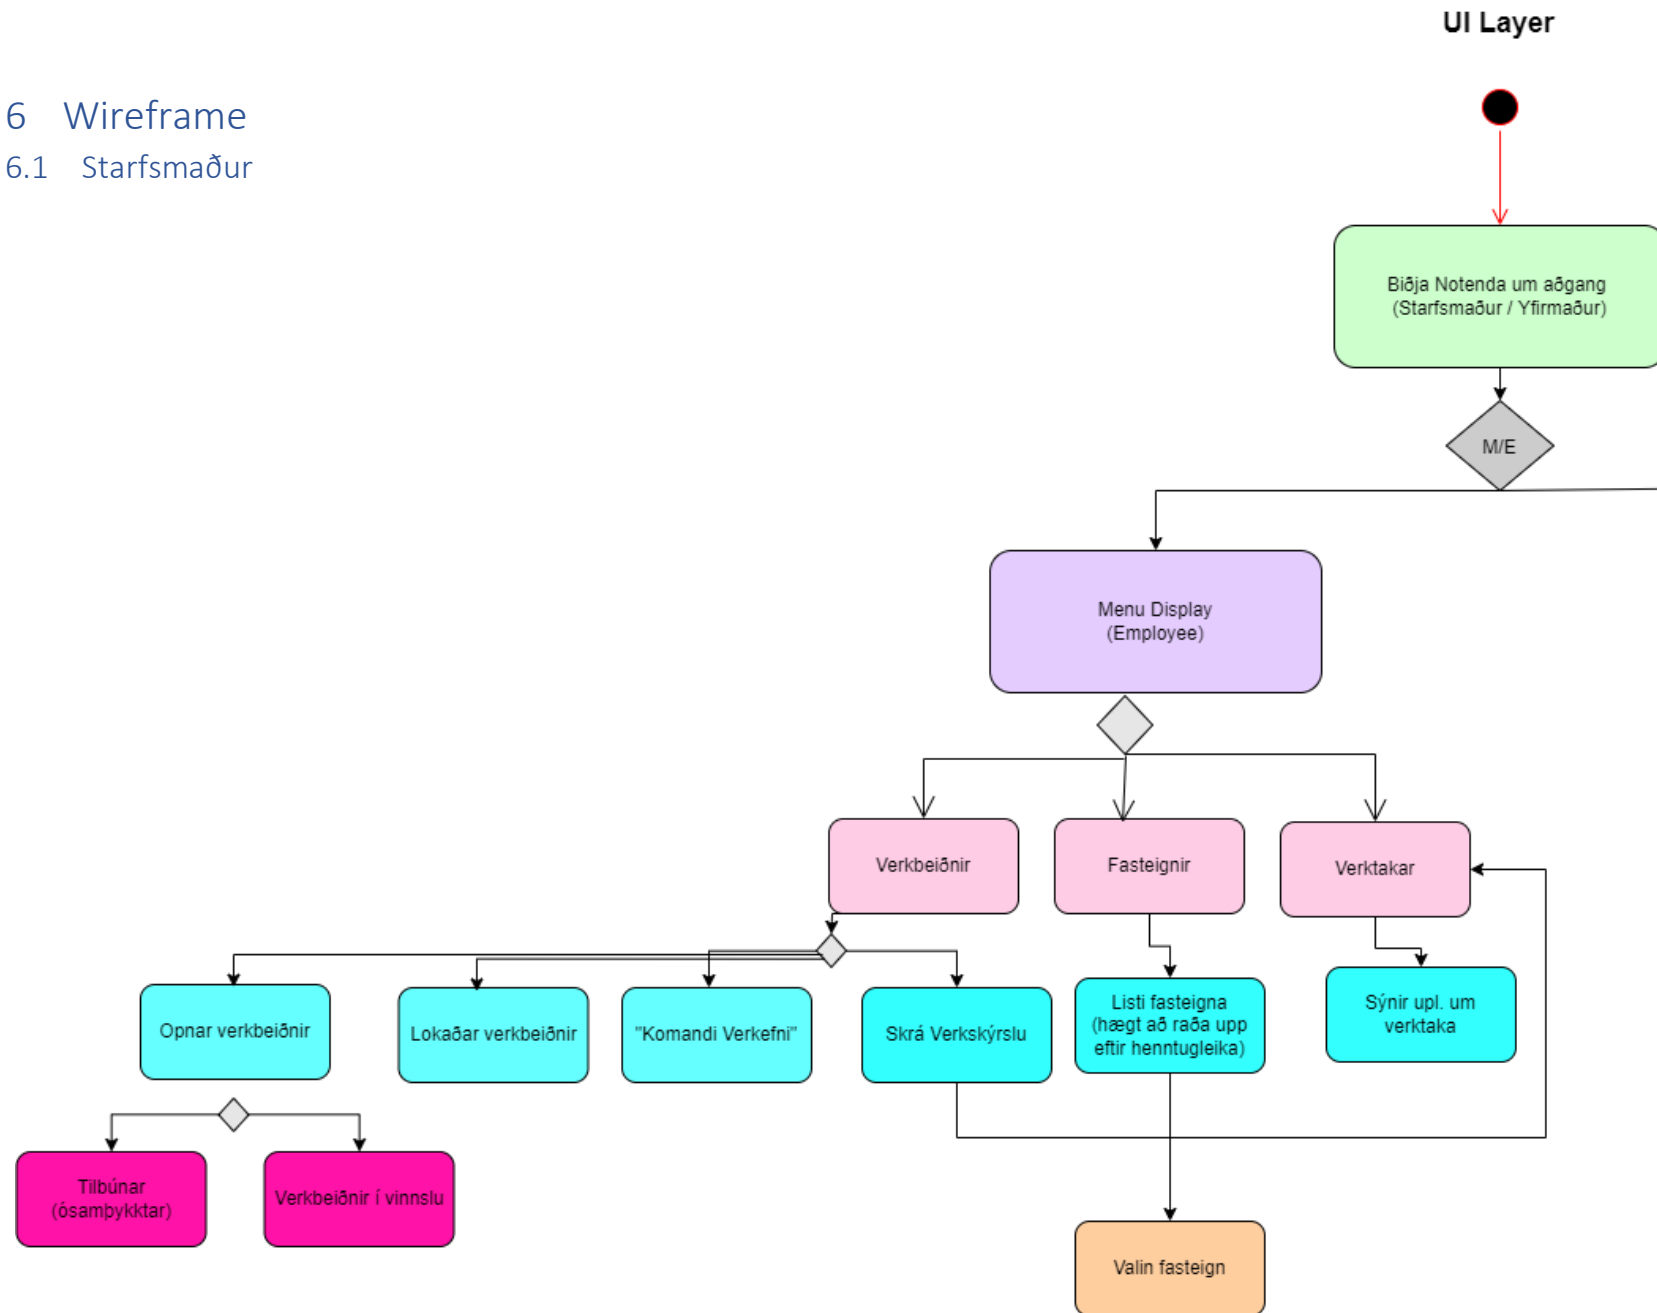 UI Layer
6 Wireframe
6.1 Starfsmaður
Biðja Notenda um aðgang
(Starfsmaður / Yfirmaður)
M/E
Menu Display
(Employee)
Verkbeiðnir
Fasteignir
Verktakar
Opnar verkbeiðnir
Lokaðar verkbeiðnir
"Komandi Verkefni"
Skrá Verkskýrslu
Listi fasteigna
(hægt að raða upp
eftir henntugleika)
Sýnir upl. um
verktaka
Tilbúnar
(ósamþykktar)
Verkbeiðnir í vinnslu
Valin fasteign